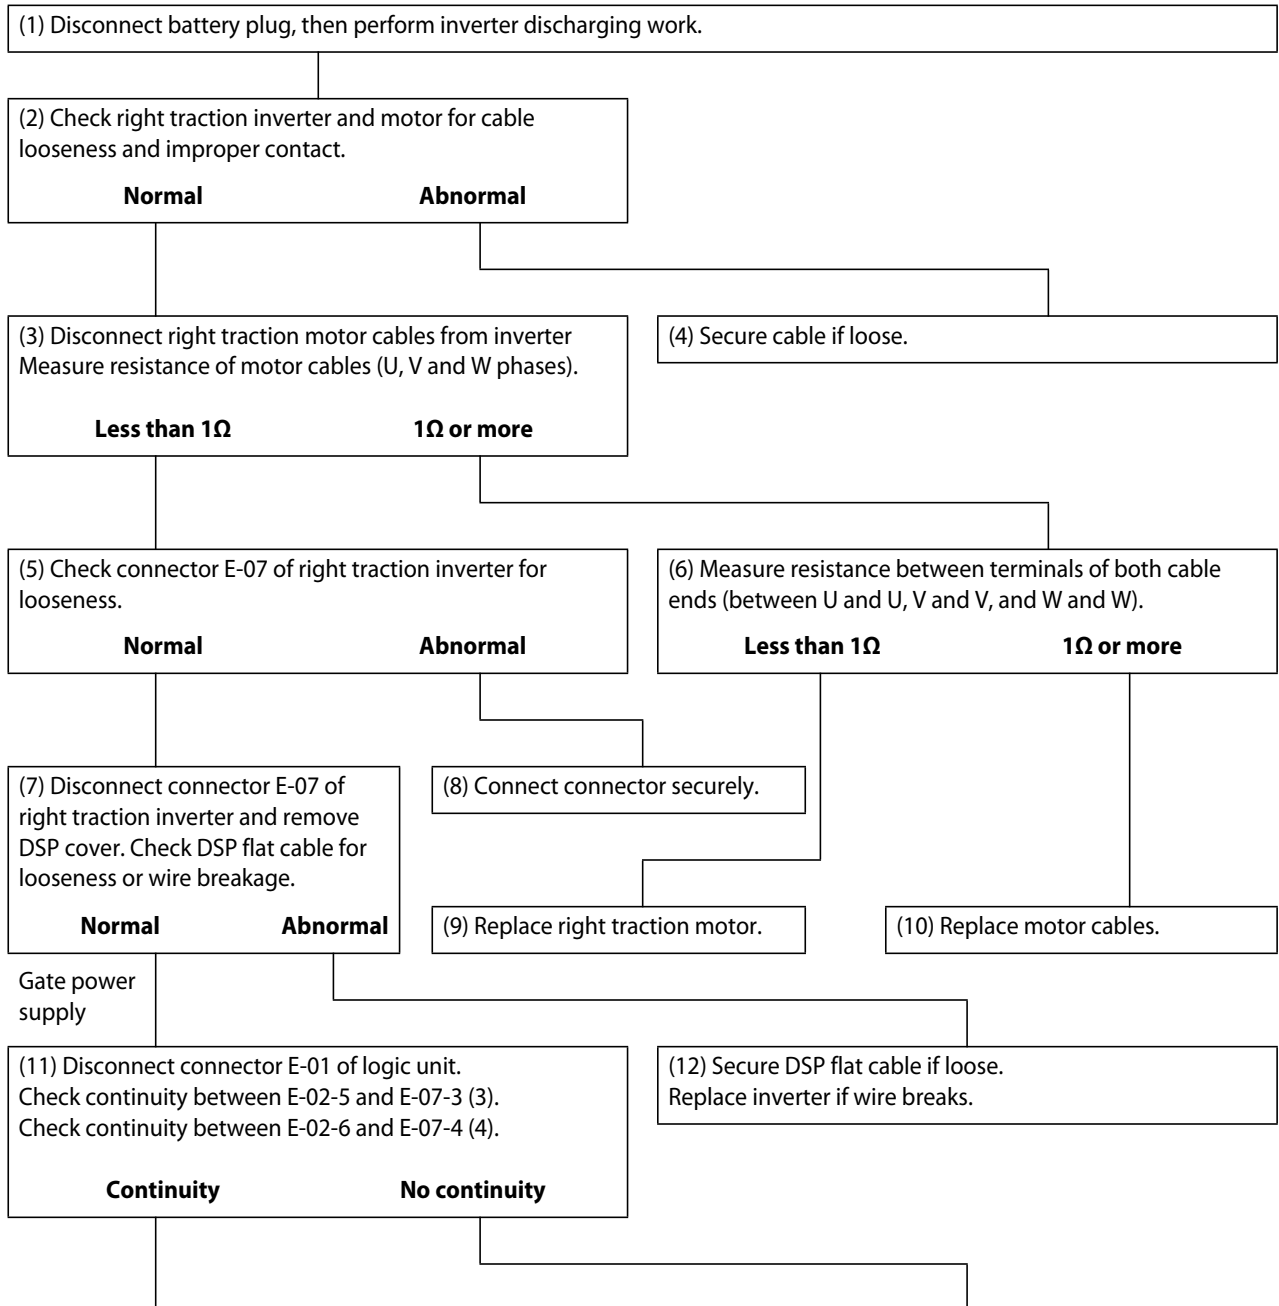 (1) Disconnect battery plug, then perform inverter discharging work.
(2) Check right traction inverter and motor for cable
looseness and improper contact.
Normal Abnormal
(3) Disconnect right traction motor cables from inverter
Measure resistance of motor cables (U, V and W phases).
Less than 1Ω 1Ω or more
(4) Secure cable if loose.
(5) Check connector E-07 of right traction inverter for
looseness.
Normal Abnormal
(6) Measure resistance between terminals of both cable
ends (between U and U, V and V, and W and W).
Less than 1Ω 1Ω or more
(7) Disconnect connector E-07 of
right traction inverter and remove
DSP cover. Check DSP flat cable for
looseness or wire breakage.
Normal Abnormal
(8) Connect connector securely.
(9) Replace right traction motor.
(10) Replace motor cables.
Gate power
supply
(11) Disconnect connector E-01 of logic unit.
Check continuity between E-02-5 and E-07-3 (3).
Check continuity between E-02-6 and E-07-4 (4).
Continuity No continuity
(12) Secure DSP flat cable if loose.
Replace inverter if wire breaks.